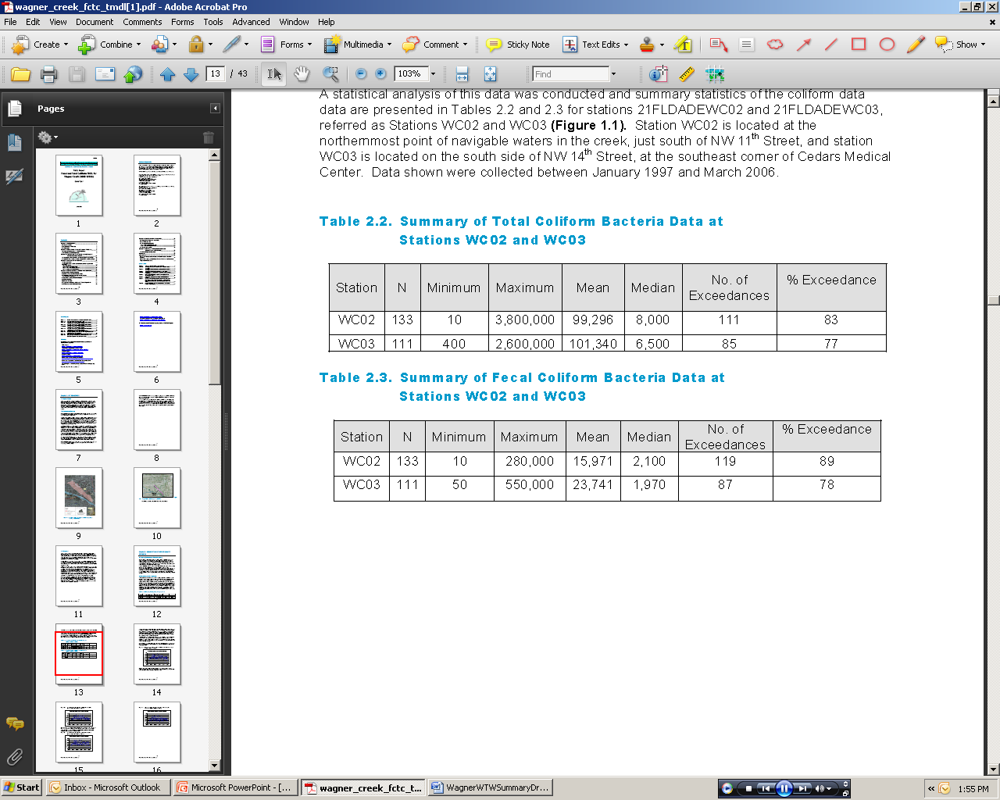 wagner_creek_fctc_tmdl[1].pdf - Adobe Acrobat Pro
File Edit View Document Comments Forms Tools Advanced Window Help
Create Combine Forms Multimedia Comment Sticky Note Text Edits Show
13 / 43 103% Find
Pages
A statistical analysis of this data was conducted and summary statistics of the coliform data
data are presented in Tables 2.2 and 2.3 for stations 21FLDADEWC02 and 21FLDADEWC03,
referred as Stations WC02 and WC03 (Figure 1.1). Station WC02 is located at the
northernmost point of navigable waters in the creek, just south of NW 11th Street, and station
WC03 is located on the south side of NW 14th Street, at the southeast corner of Cedars Medical
Center. Data shown were collected between January 1997 and March 2006.
Table 2.2. Summary of Total Coliform Bacteria Data at
Stations WC02 and WC03
Station N Minimum Maximum Mean Median No. of Exceedances % Exceedance
WC02 133 10 3,800,000 99,296 8,000 111 83
WC03 111 400 2,600,000 101,340 6,500 85 77
Table 2.3. Summary of Fecal Coliform Bacteria Data at
Stations WC02 and WC03
Station N Minimum Maximum Mean Median No. of Exceedances % Exceedance
WC02 133 10 280,000 15,971 2,100 119 89
WC03 111 50 550,000 23,741 1,970 87 78
1 2
3 4
5 6
7 8
9 10
11 12
13 14
15 16
Start Inbox - Microsoft Outlook Microsoft PowerPoint - [... wagner_creek_fctc_t... WagnerWTWSummaryDr... 1:55 PM